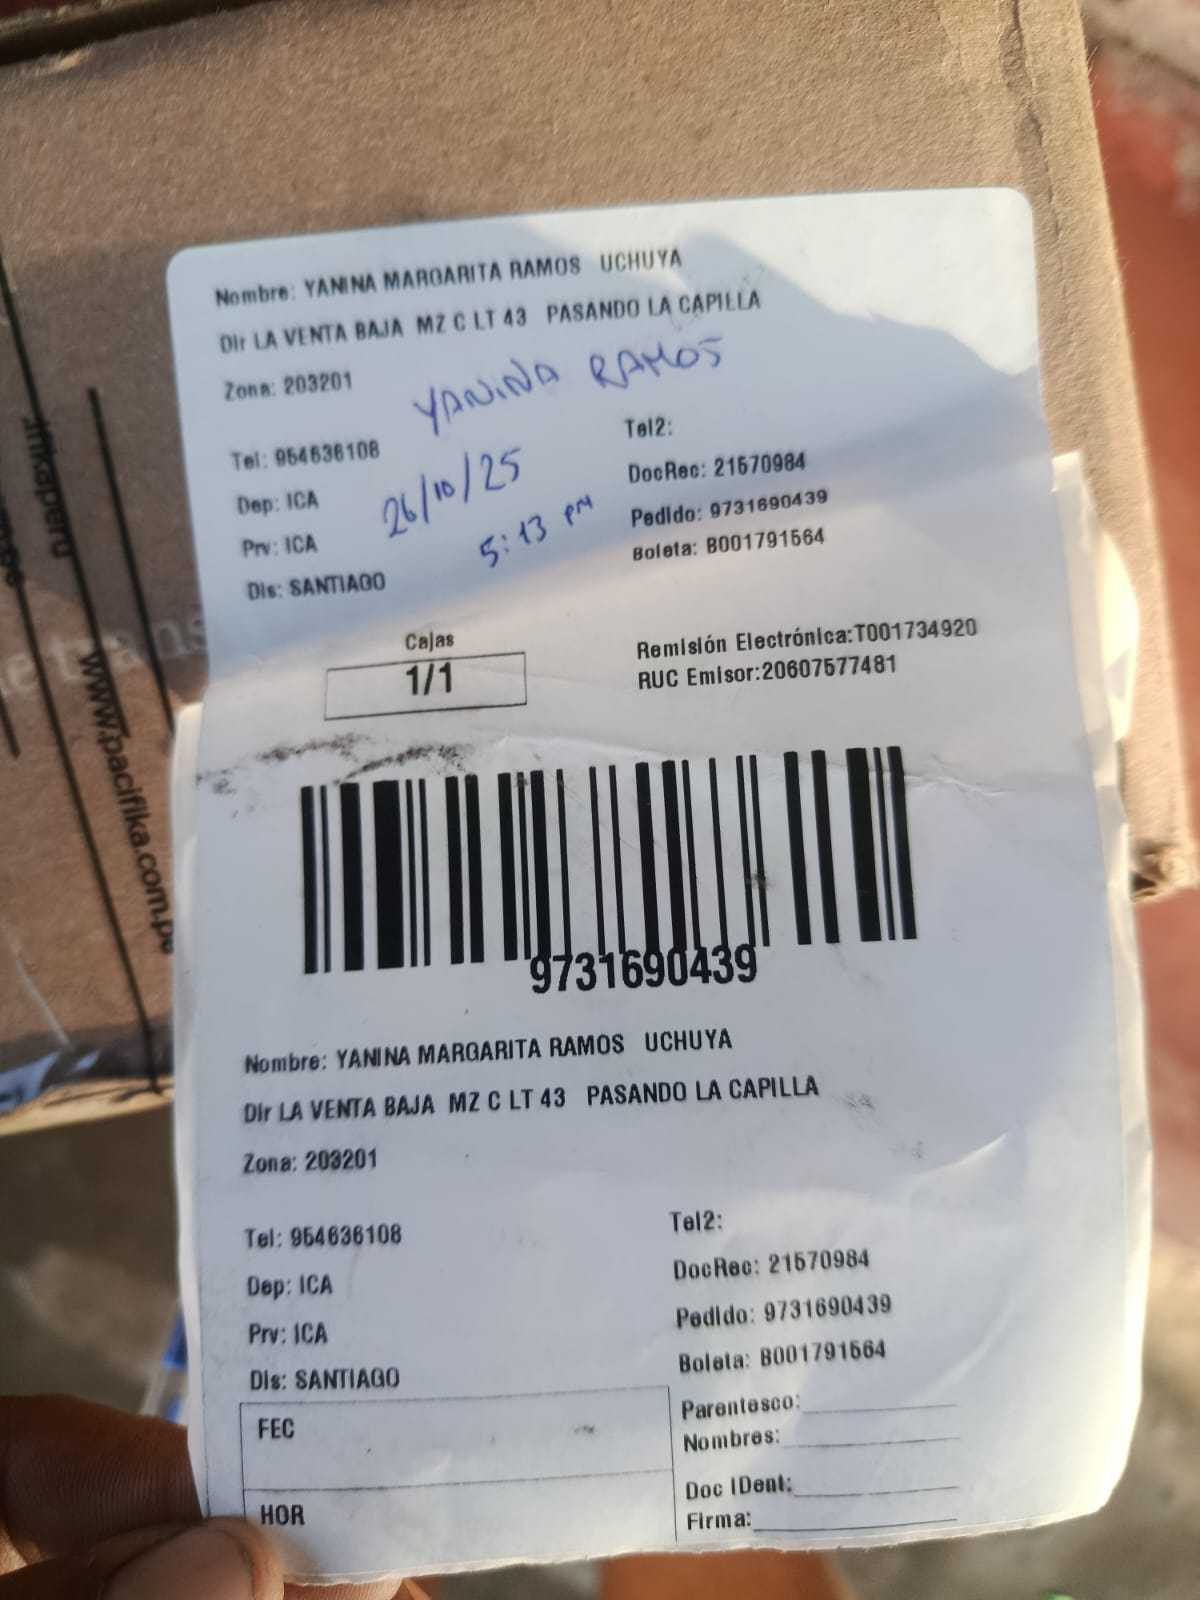 Nombre: YANINA MARGARITA RAMOS UCHUYA
Dir LA VENTA BAJA MZ C LT 43 PASANDO LA CAPILLA
Zona: 203201
YANINA RAMOS
Tel: 954636108
Tel2:
26/10/25
DocRec: 21570984
Dep: ICA
5:13 PM
Pedido: 9731690439
Prv: ICA
Boleta: B001791564
Dis: SANTIAGO
Cajas
1/1
Remisión Electrónica:T001734920
RUC Emisor:20607577481
9731690439
Nombre: YANINA MARGARITA RAMOS UCHUYA
Dir LA VENTA BAJA MZ C LT 43 PASANDO LA CAPILLA
Zona: 203201
Tel: 954636108
Tel2:
Dep: ICA
DocRec: 21570984
Prv: ICA
Pedido: 9731690439
Dis: SANTIAGO
Boleta: B001791564
FEC
Parentesco:
Nombres:
HOR
Doc IDent:
Firma:
www.pacifika.com.pe